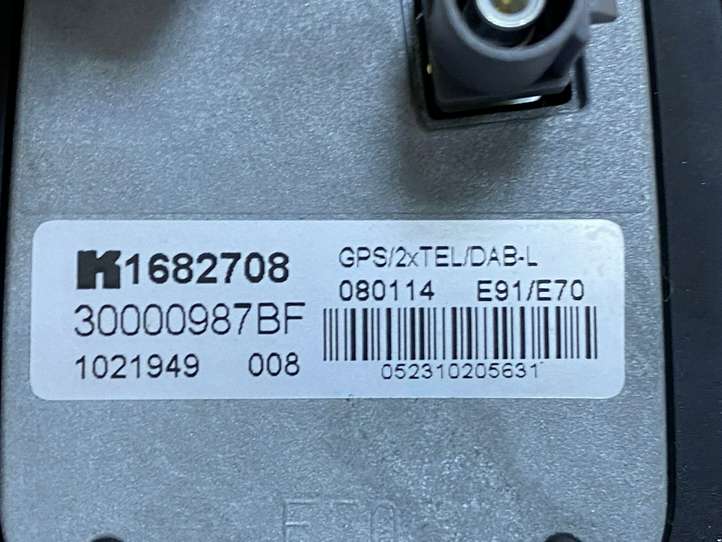 K1682708
30000987BF
1021949 008
GPS/2xTEL/DAB-L
080114 E91/E70
052310205631